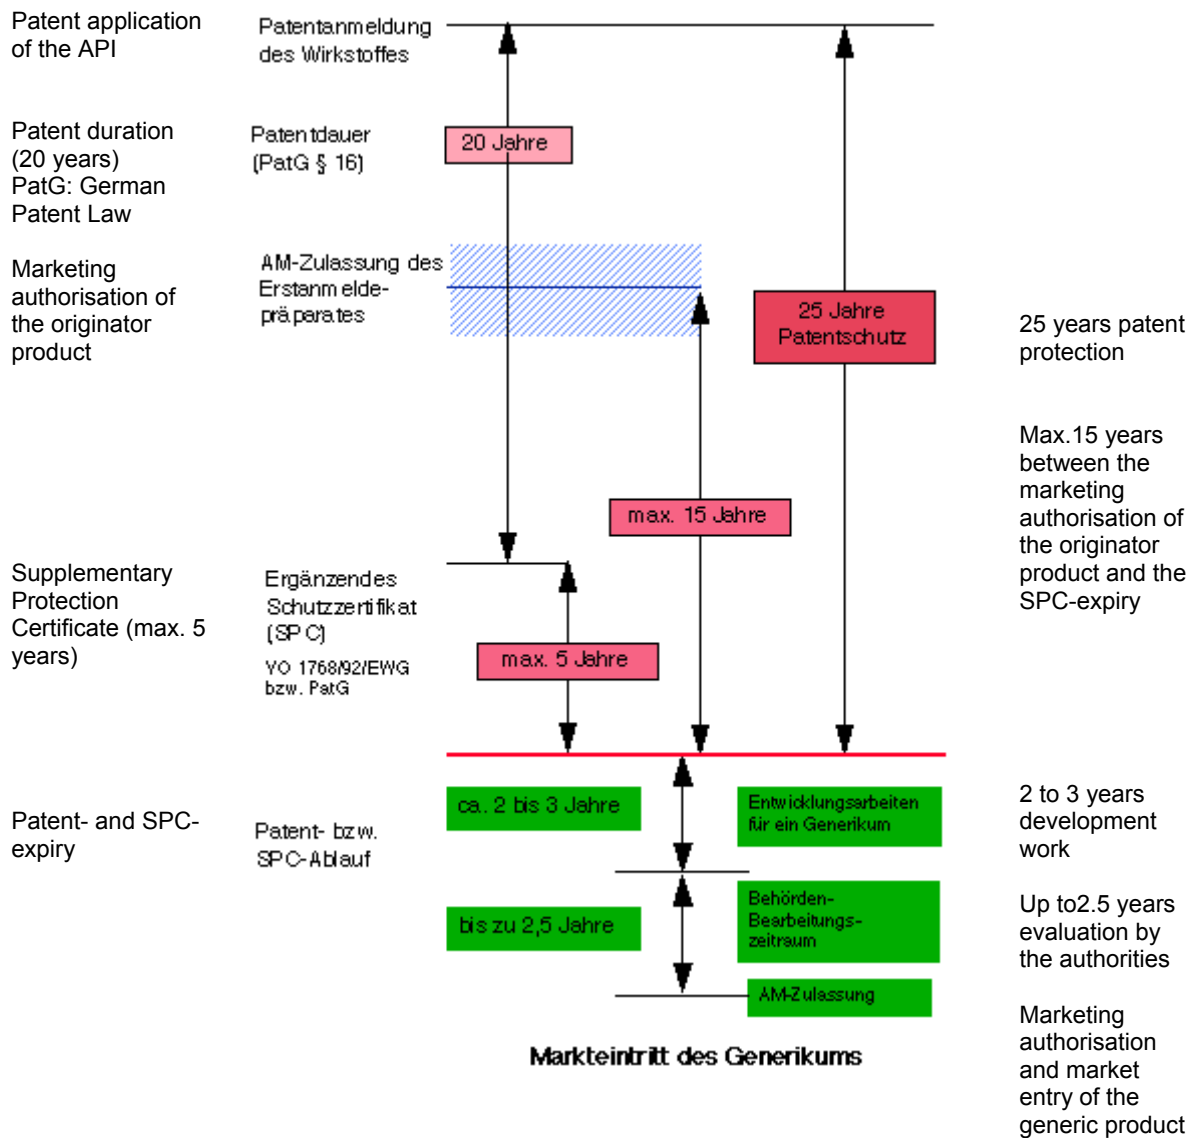 Patent application
of the API
Patentanmeldung
des Wirkstoffes
Patent duration
(20 years)
PatG: German
Patent Law
Patentdauer
(PatG § 16)
20 Jahre
Marketing
authorisation of
the originator
product
AM-Zulassung des
Erstanmelde-
präparates
25 Jahre
Patentschutz
25 years patent
protection
Max.15 years
between the
marketing
authorisation of
the originator
product and the
SPC-expiry
max. 15 Jahre
Supplementary
Protection
Certificate (max. 5
years)
Ergänzendes
Schutzzertifikat
(SPC)
VO 1768/92/EWG
bzw. PatG
max. 5 Jahre
Patent- and SPC-
expiry
Patent- bzw.
SPC-Ablauf
ca. 2 bis 3 Jahre
Entwicklungsarbeiten
für ein Generikum
2 to 3 years
development
work
bis zu 2,5 Jahre
Behörden-
Bearbeitungs-
zeitraum
Up to2.5 years
evaluation by
the authorities
AM-Zulassung
Marketing
authorisation
and market
entry of the
generic product
Markteintritt des Generikums